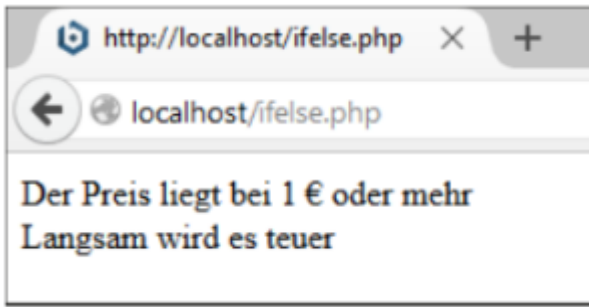 http://localhost/ifelse.php
localhost/ifelse.php
Der Preis liegt bei 1 € oder mehr
Langsam wird es teuer